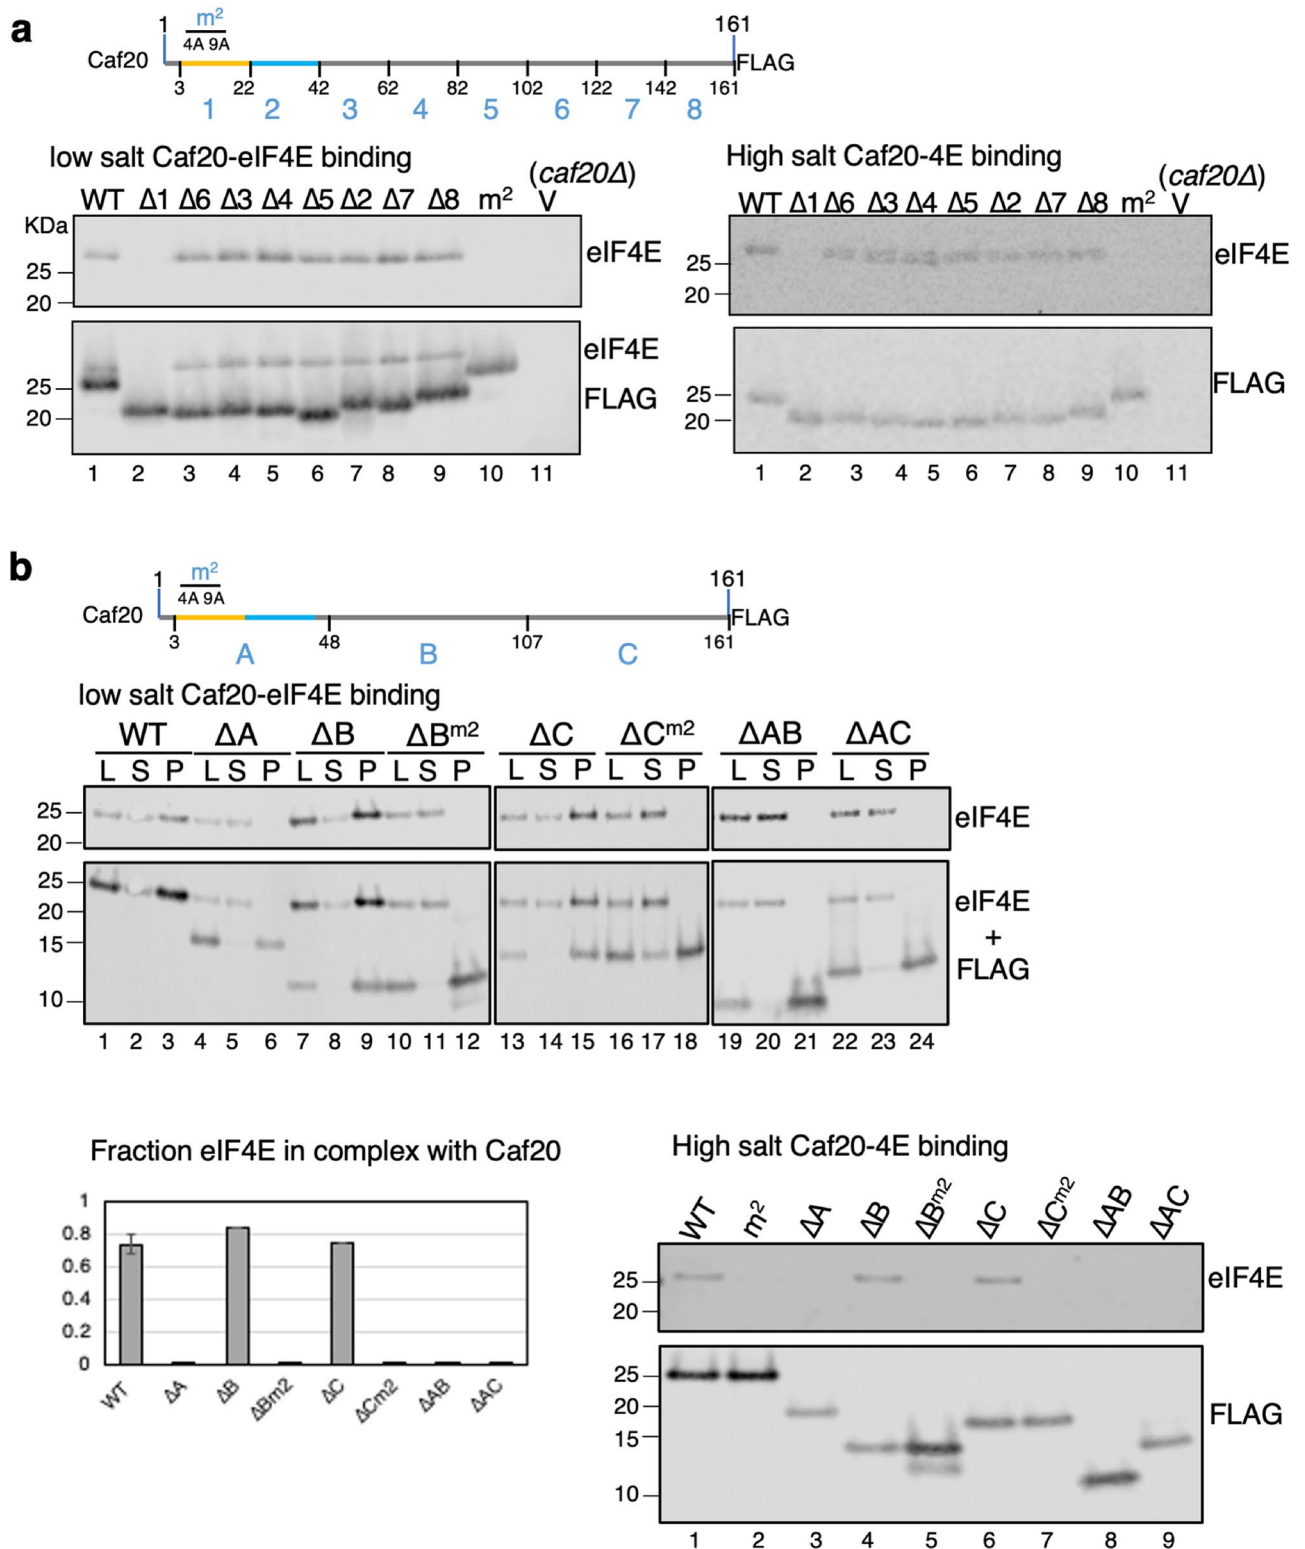 a
1 m² 161
4A 9A
Caf20 FLAG
3 22 42 62 82 102 122 142 161
1 2 3 4 5 6 7 8
low salt Caf20-eIF4E binding
(caf20Δ)
WT Δ1 Δ6 Δ3 Δ4 Δ5 Δ2 Δ7 Δ8 m² V
KDa
25
20
eIF4E
25
20
eIF4E
FLAG
1 2 3 4 5 6 7 8 9 10 11
High salt Caf20-4E binding
(caf20Δ)
WT Δ1 Δ6 Δ3 Δ4 Δ5 Δ2 Δ7 Δ8 m² V
25
20
eIF4E
25
20
FLAG
1 2 3 4 5 6 7 8 9 10 11
b
1 m² 161
4A 9A
Caf20 FLAG
3 48 107 161
A B C
low salt Caf20-eIF4E binding
WT ΔA ΔB ΔBm2 ΔC ΔCm2 ΔAB ΔAC
L S P L S P L S P L S P L S P L S P L S P L S P
25
20
eIF4E
25
20
15
10
eIF4E
+
FLAG
1 2 3 4 5 6 7 8 9 10 11 12 13 14 15 16 17 18 19 20 21 22 23 24
Fraction eIF4E in complex with Caf20
1
0.8
0.6
0.4
0.2
0
WT ΔA ΔB ΔBm2 ΔC ΔCm2 ΔAB ΔAC
High salt Caf20-4E binding
WT m² ΔA ΔB ΔBm2 ΔC ΔCm2 ΔAB ΔAC
25
20
eIF4E
25
20
15
10
FLAG
1 2 3 4 5 6 7 8 9